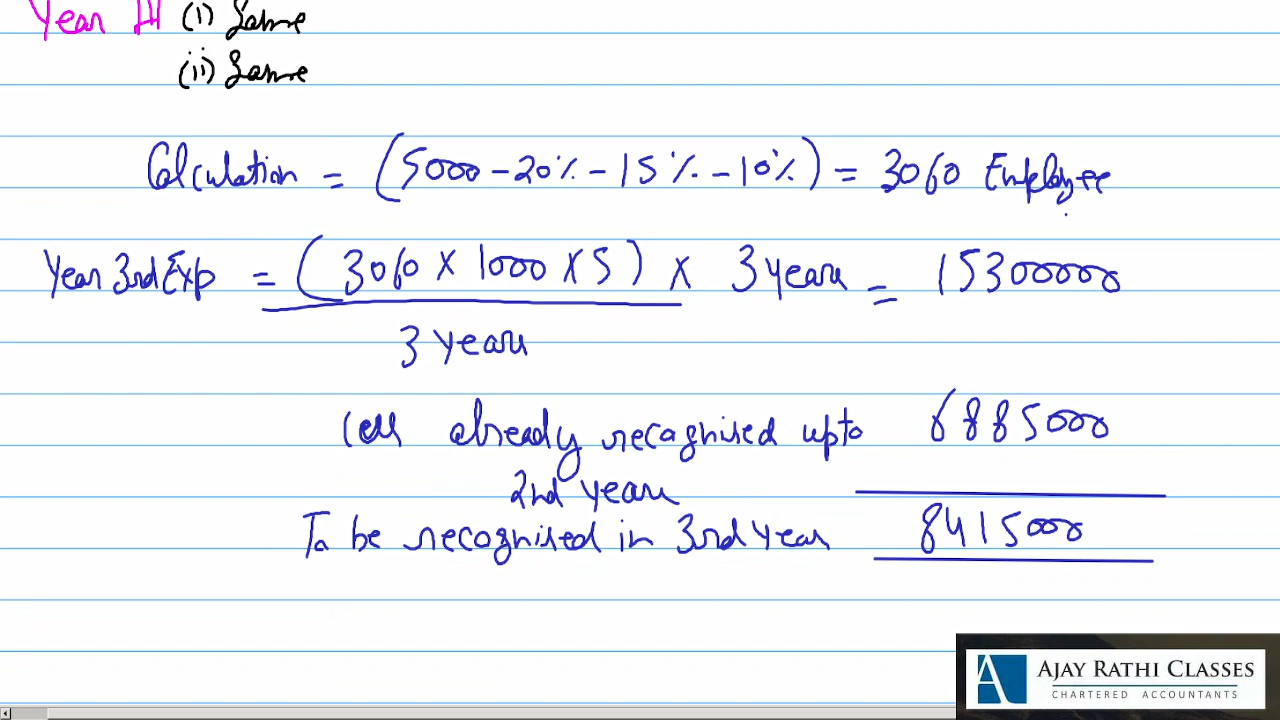 Year III (i) Same
(ii) Same
Calculation = (5000 - 20% - 15% - 10%) = 3060 Employee
Year 3rd Exp = (3060 x 1000 x 5) x 3 years = 15300000
3 years
Less already recognised upto 6885000
2nd years
To be recognised in 3rd year 8415000
AJAY RATHI CLASSES
CHARTERED ACCOUNTANTS